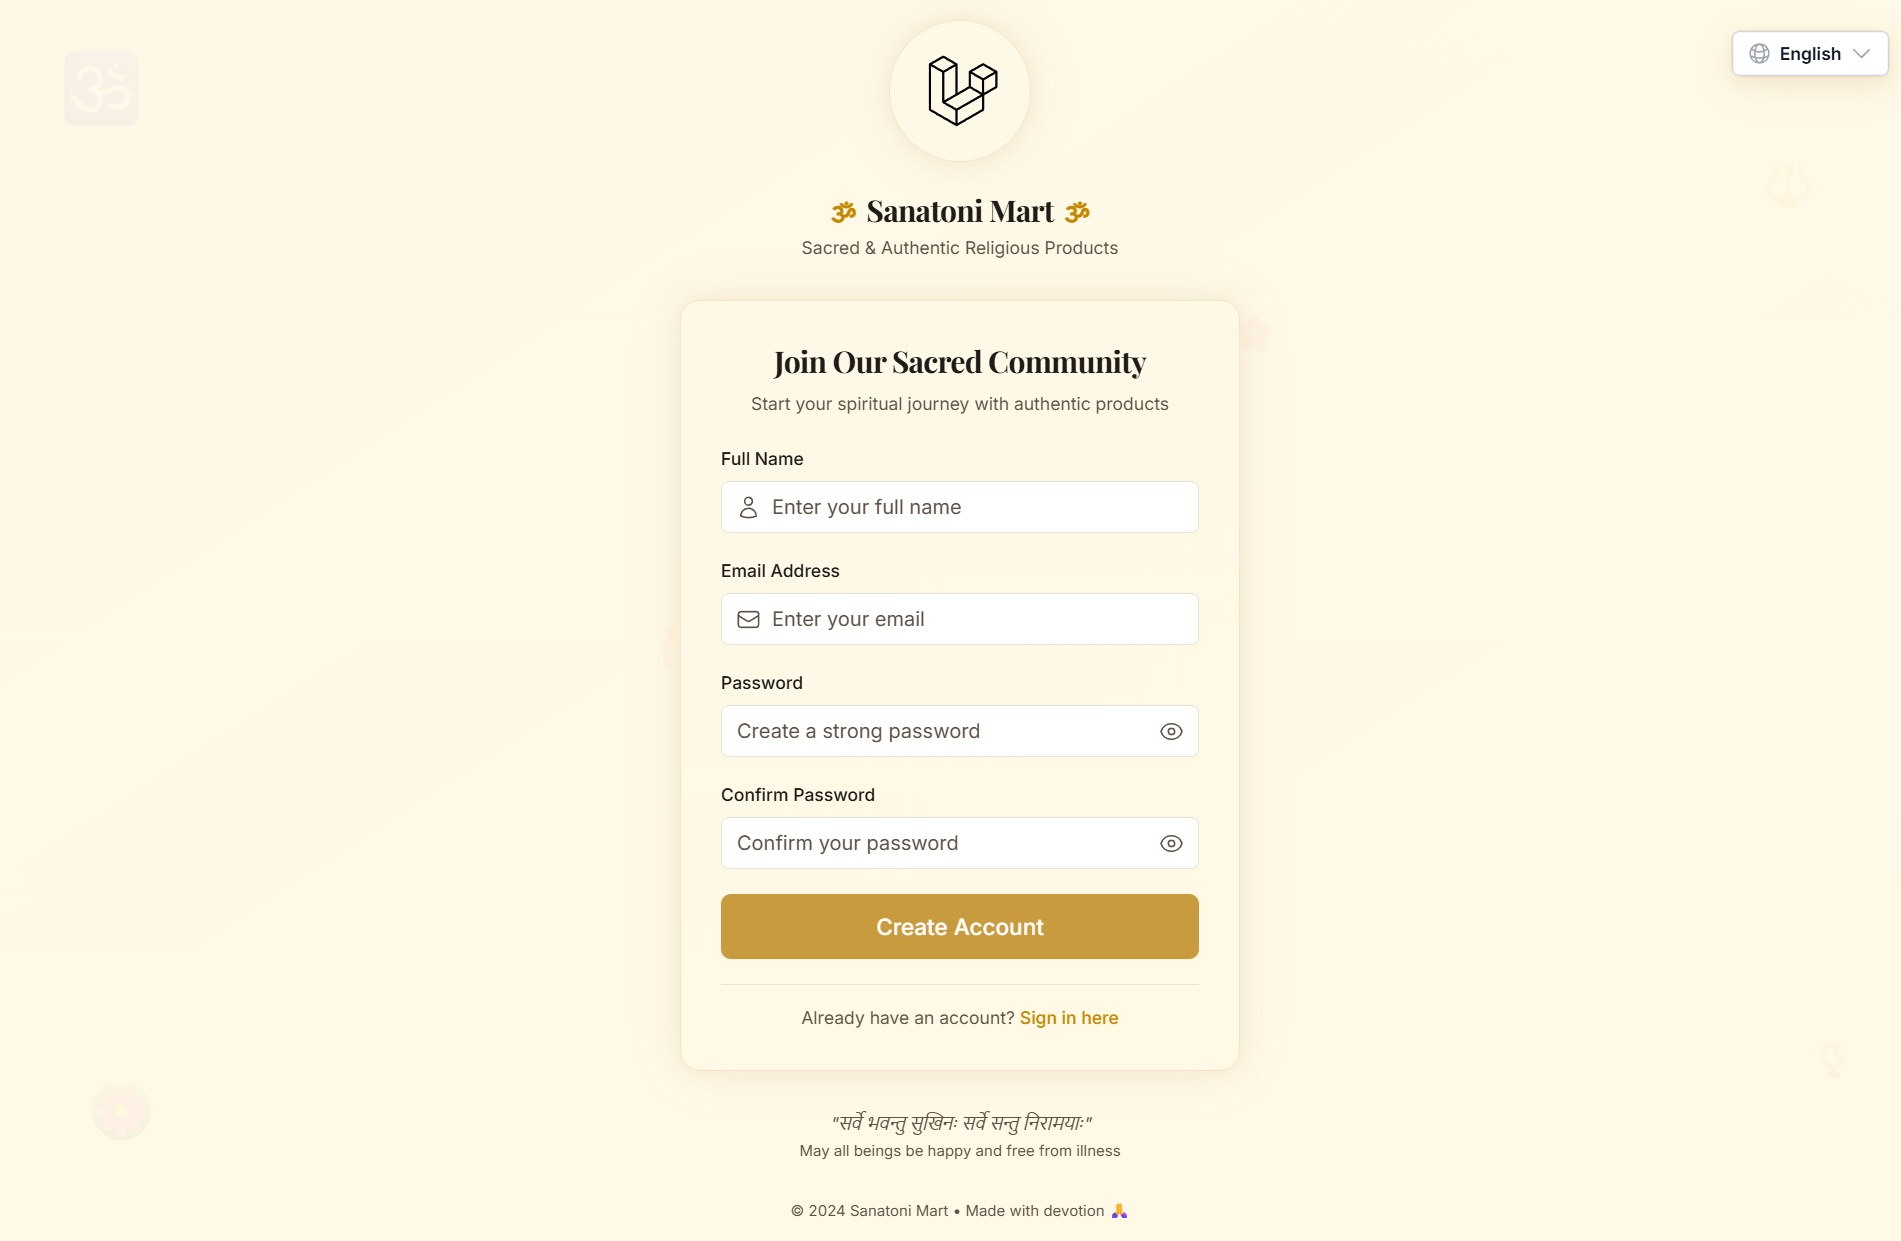 English
ॐ Sanatoni Mart ॐ
Sacred & Authentic Religious Products
Join Our Sacred Community
Start your spiritual journey with authentic products
Full Name
Enter your full name
Email Address
Enter your email
Password
Create a strong password
Confirm Password
Confirm your password
Create Account
Already have an account? Sign in here
"सर्वे भवन्तु सुखिनः सर्वे सन्तु निरामयाः"
May all beings be happy and free from illness
© 2024 Sanatoni Mart • Made with devotion 🙏